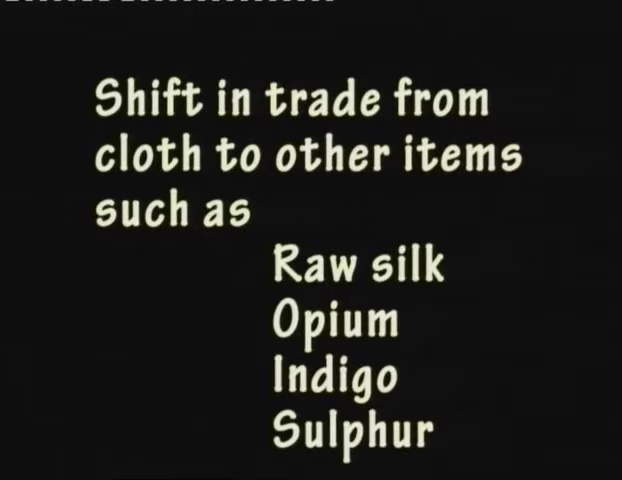 Shift in trade from
cloth to other items
such as
Raw silk
Opium
Indigo
Sulphur